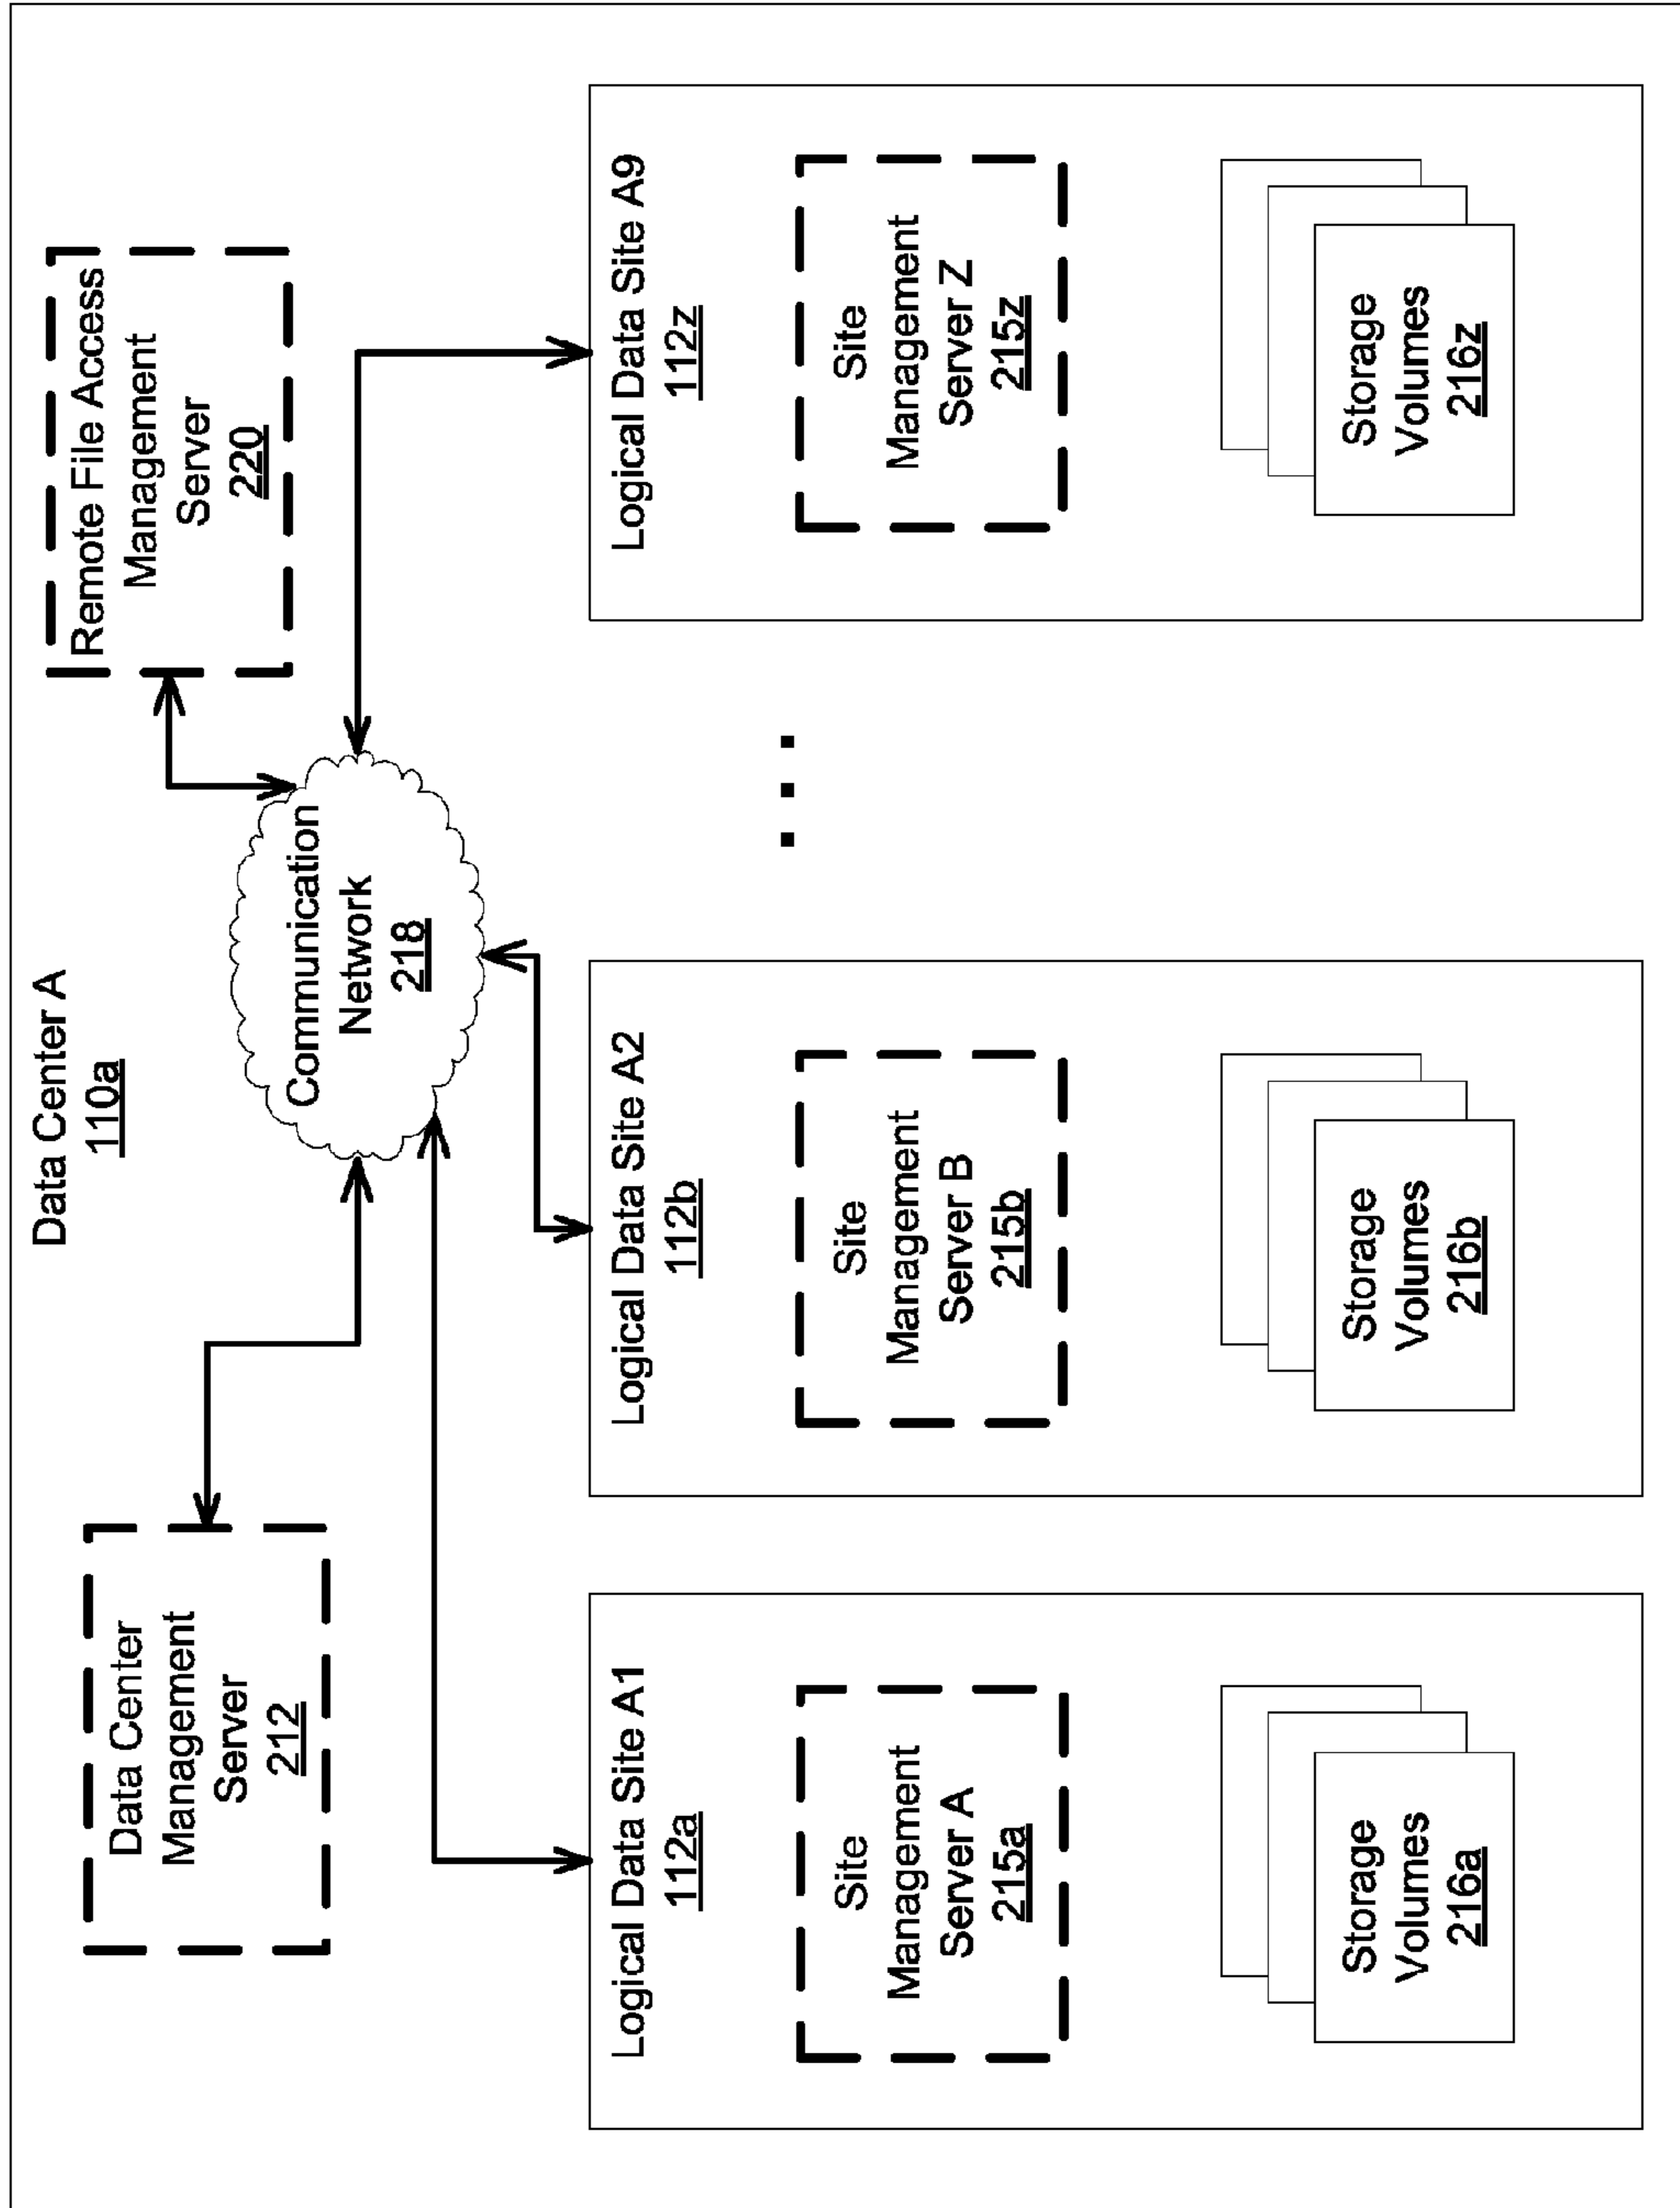 Data Center A
110a
Data Center
Management
Server
212
Communication
Network
218
Remote File Access
Management
Server
220
Logical Data Site A1
112a
Site
Management
Server A
215a
Storage
Volumes
216a
Logical Data Site A2
112b
Site
Management
Server B
215b
Storage
Volumes
216b
. . .
Logical Data Site A9
112z
Site
Management
Server Z
215z
Storage
Volumes
216z